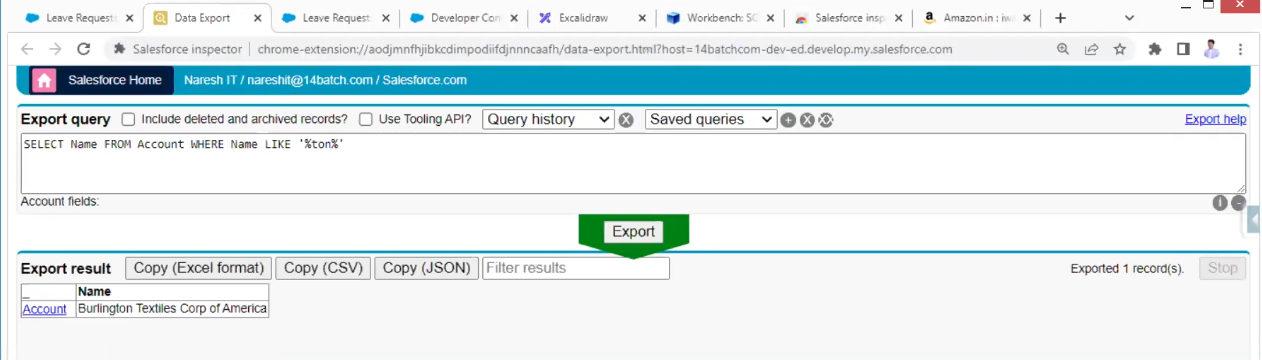 Leave Request
Data Export
Leave Request
Developer Con
Excalidraw
Workbench: SO
Salesforce insp
Amazon.in : iwo
Salesforce inspector
chrome-extension://aodjmnfhjibkcdimpodiifdjnnncaafh/data-export.html?host=14batchcom-dev-ed.develop.my.salesforce.com
Salesforce Home
Naresh IT / nareshit@14batch.com / Salesforce.com
Export query
Include deleted and archived records?
Use Tooling API?
Query history
Saved queries
Export help
SELECT Name FROM Account WHERE Name LIKE '%ton%'
Account fields:
Export
Export result
Copy (Excel format)
Copy (CSV)
Copy (JSON)
Filter results
Exported 1 record(s).
Stop
_
Name
Account
Burlington Textiles Corp of America